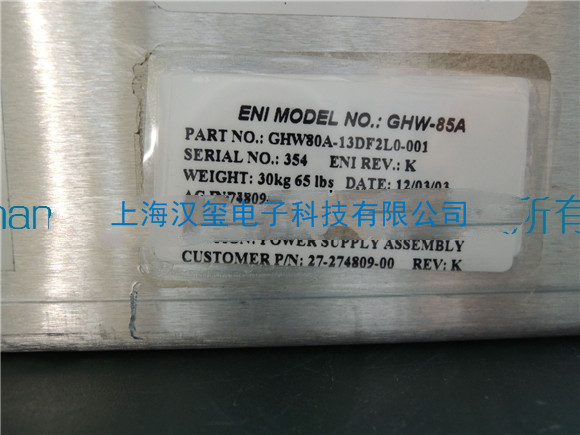 ENI MODEL NO.: GHW-85A
PART NO.: GHW80A-13DF2L0-001
SERIAL NO.: 354 ENI REV.: K
WEIGHT: 30kg 65 lbs DATE: 12/03/03
man 上海汉玺电子科技有限公司 所有
POWER SUPPLY ASSEMBLY
CUSTOMER P/N: 27-274809-00 REV: K